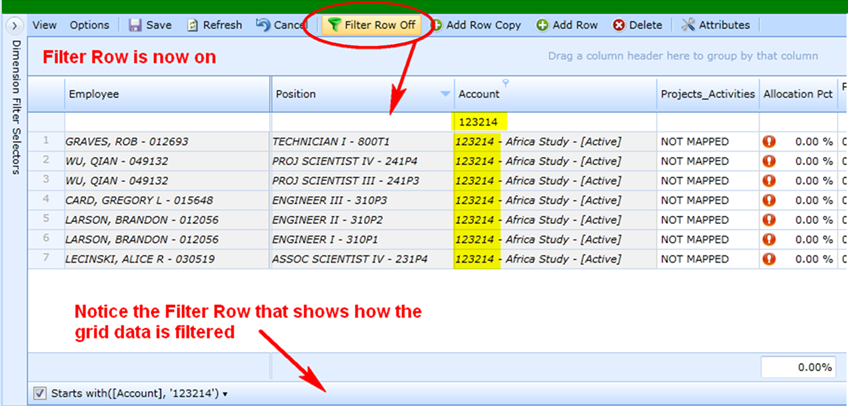 View Options Save Refresh Cance Filter Row Off Add Row Copy Add Row Delete Attributes
Filter Row is now on
Drag a column header here to group by that column
Dimension Filter Selectors
Employee Position Account Projects_Activities Allocation Pct F
123214
1 GRAVES, ROB - 012693 TECHNICIAN I - 800T1 123214 - Africa Study - [Active] NOT MAPPED 0.00 % 0
2 WU, QIAN - 049132 PROJ SCIENTIST IV - 241P4 123214 - Africa Study - [Active] NOT MAPPED 0.00 % 0
3 WU, QIAN - 049132 PROJ SCIENTIST III - 241P3 123214 - Africa Study - [Active] NOT MAPPED 0.00 % 0
4 CARD, GREGORY L - 015648 ENGINEER III - 310P3 123214 - Africa Study - [Active] NOT MAPPED 0.00 % 0
5 LARSON, BRANDON - 012056 ENGINEER II - 310P2 123214 - Africa Study - [Active] NOT MAPPED 0.00 % 0
6 LARSON, BRANDON - 012056 ENGINEER I - 310P1 123214 - Africa Study - [Active] NOT MAPPED 0.00 % 0
7 LECINSKI, ALICE R - 030519 ASSOC SCIENTIST IV - 231P4 123214 - Africa Study - [Active] NOT MAPPED 0.00 % 0
Notice the Filter Row that shows how the
grid data is filtered
0.00%
Starts with([Account], '123214')